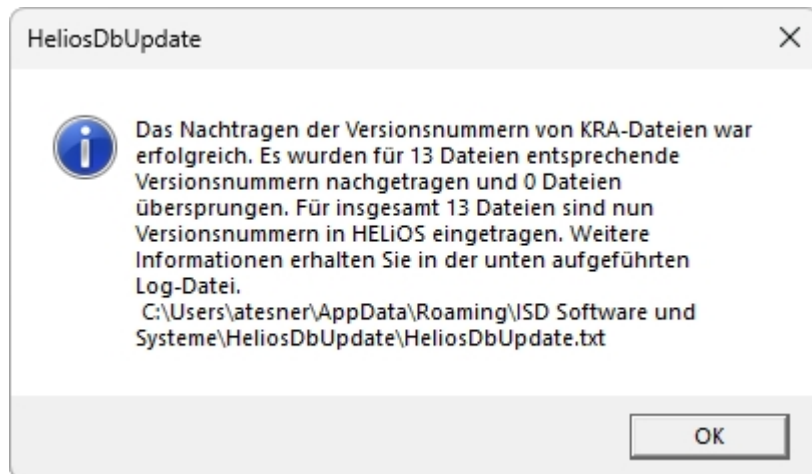 HeliosDbUpdate
Das Nachtragen der Versionsnummern von KRA-Dateien war
erfolgreich. Es wurden für 13 Dateien entsprechende
Versionsnummern nachgetragen und 0 Dateien
übersprungen. Für insgesamt 13 Dateien sind nun
Versionsnummern in HELiOS eingetragen. Weitere
Informationen erhalten Sie in der unten aufgeführten
Log-Datei.
C:\Users\atesner\AppData\Roaming\ISD Software und
Systeme\HeliosDbUpdate\HeliosDbUpdate.txt
OK